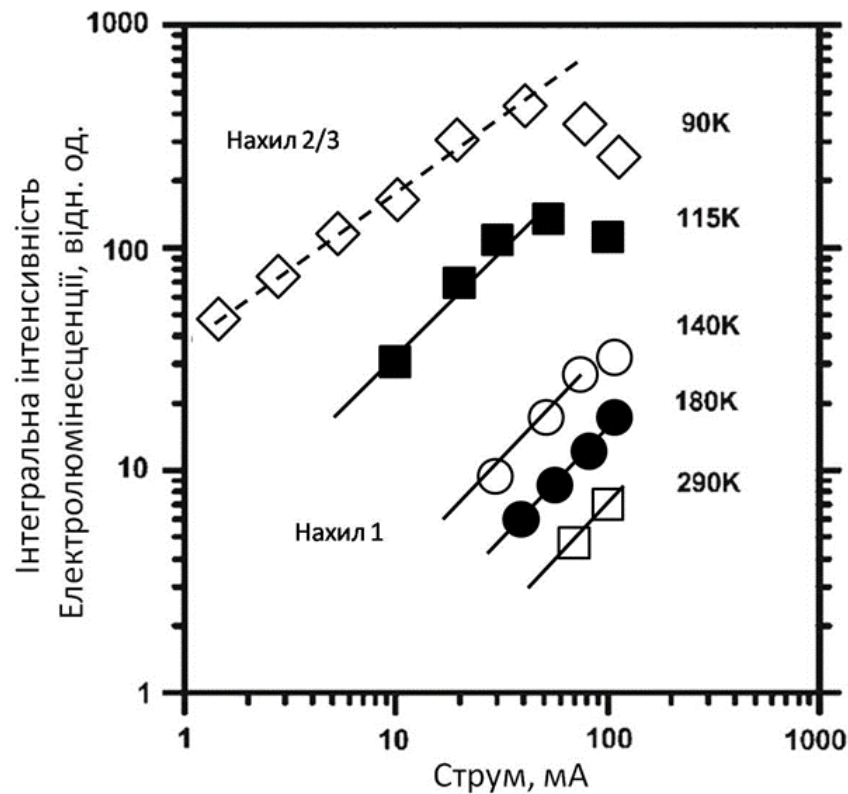 1000
100
10
1
Інтегральна інтенсивність
Електролюмінесценції, відн. од.
Нахил 2/3
90K
115K
140K
180K
290K
Нахил 1
1
10
100
1000
Струм, мА